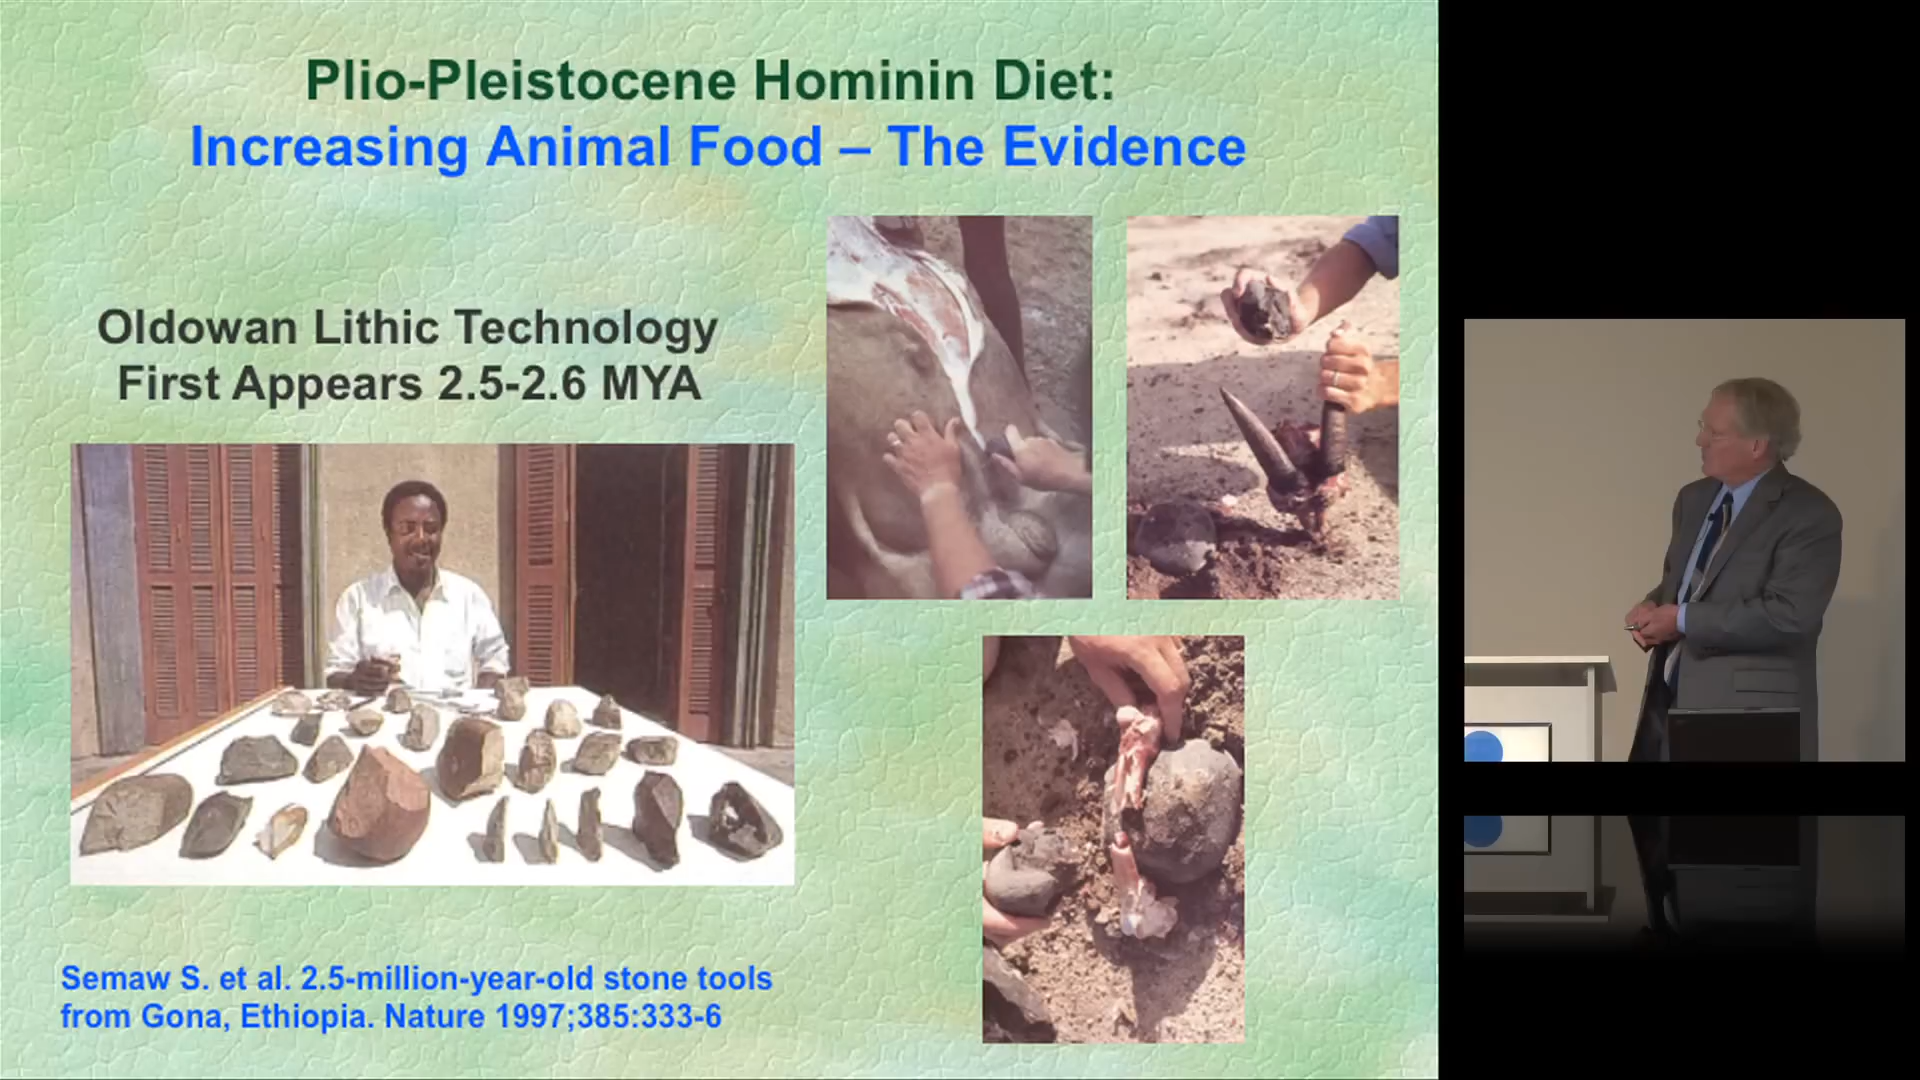 Plio-Pleistocene Hominin Diet:
Increasing Animal Food – The Evidence
Oldowan Lithic Technology
First Appears 2.5-2.6 MYA
Semaw S. et al. 2.5-million-year-old stone tools
from Gona, Ethiopia. Nature 1997;385:333-6